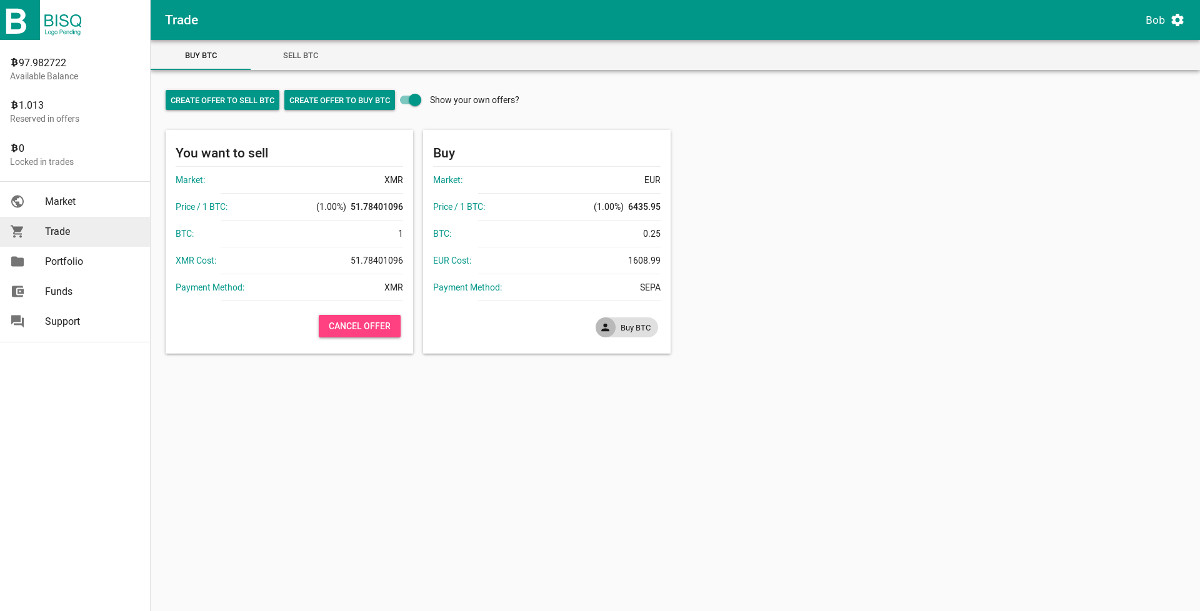 B BISQ
Logo Pending
Trade
Bob
฿97.982722
Available Balance
฿1.013
Reserved in offers
฿0
Locked in trades
Market
Trade
Portfolio
Funds
Support
BUY BTC SELL BTC
CREATE OFFER TO SELL BTC CREATE OFFER TO BUY BTC Show your own offers?
You want to sell
Market: XMR
Price / 1 BTC: (1.00%) 51.78401096
BTC: 1
XMR Cost: 51.78401096
Payment Method: XMR
CANCEL OFFER
Buy
Market: EUR
Price / 1 BTC: (1.00%) 6435.95
BTC: 0.25
EUR Cost: 1608.99
Payment Method: SEPA
Buy BTC